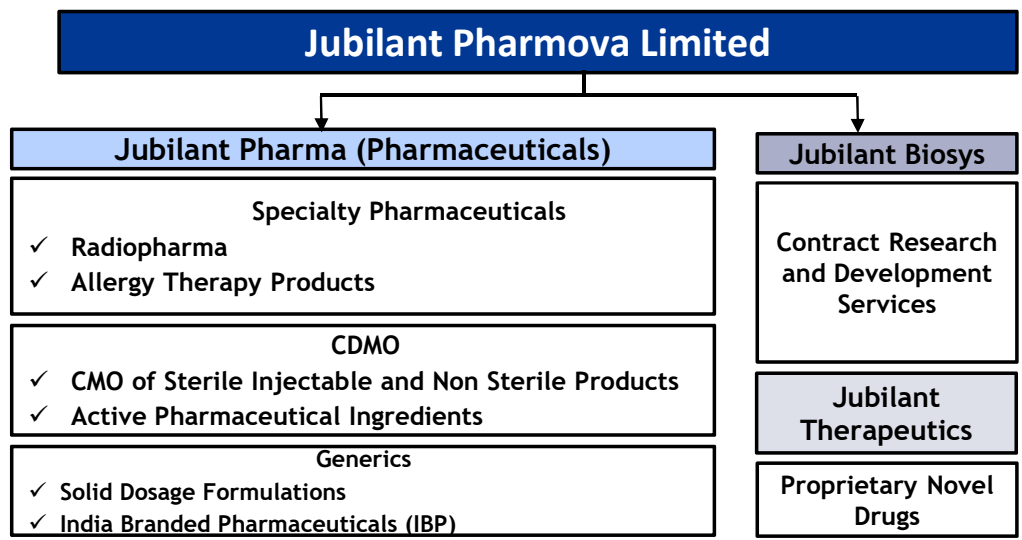 Jubilant Pharmova Limited
Jubilant Pharma (Pharmaceuticals)
Specialty Pharmaceuticals
✓ Radiopharma
✓ Allergy Therapy Products
CDMO
✓ CMO of Sterile Injectable and Non Sterile Products
✓ Active Pharmaceutical Ingredients
Generics
✓ Solid Dosage Formulations
✓ India Branded Pharmaceuticals (IBP)
Jubilant Biosys
Contract Research
and Development
Services
Jubilant
Therapeutics
Proprietary Novel
Drugs